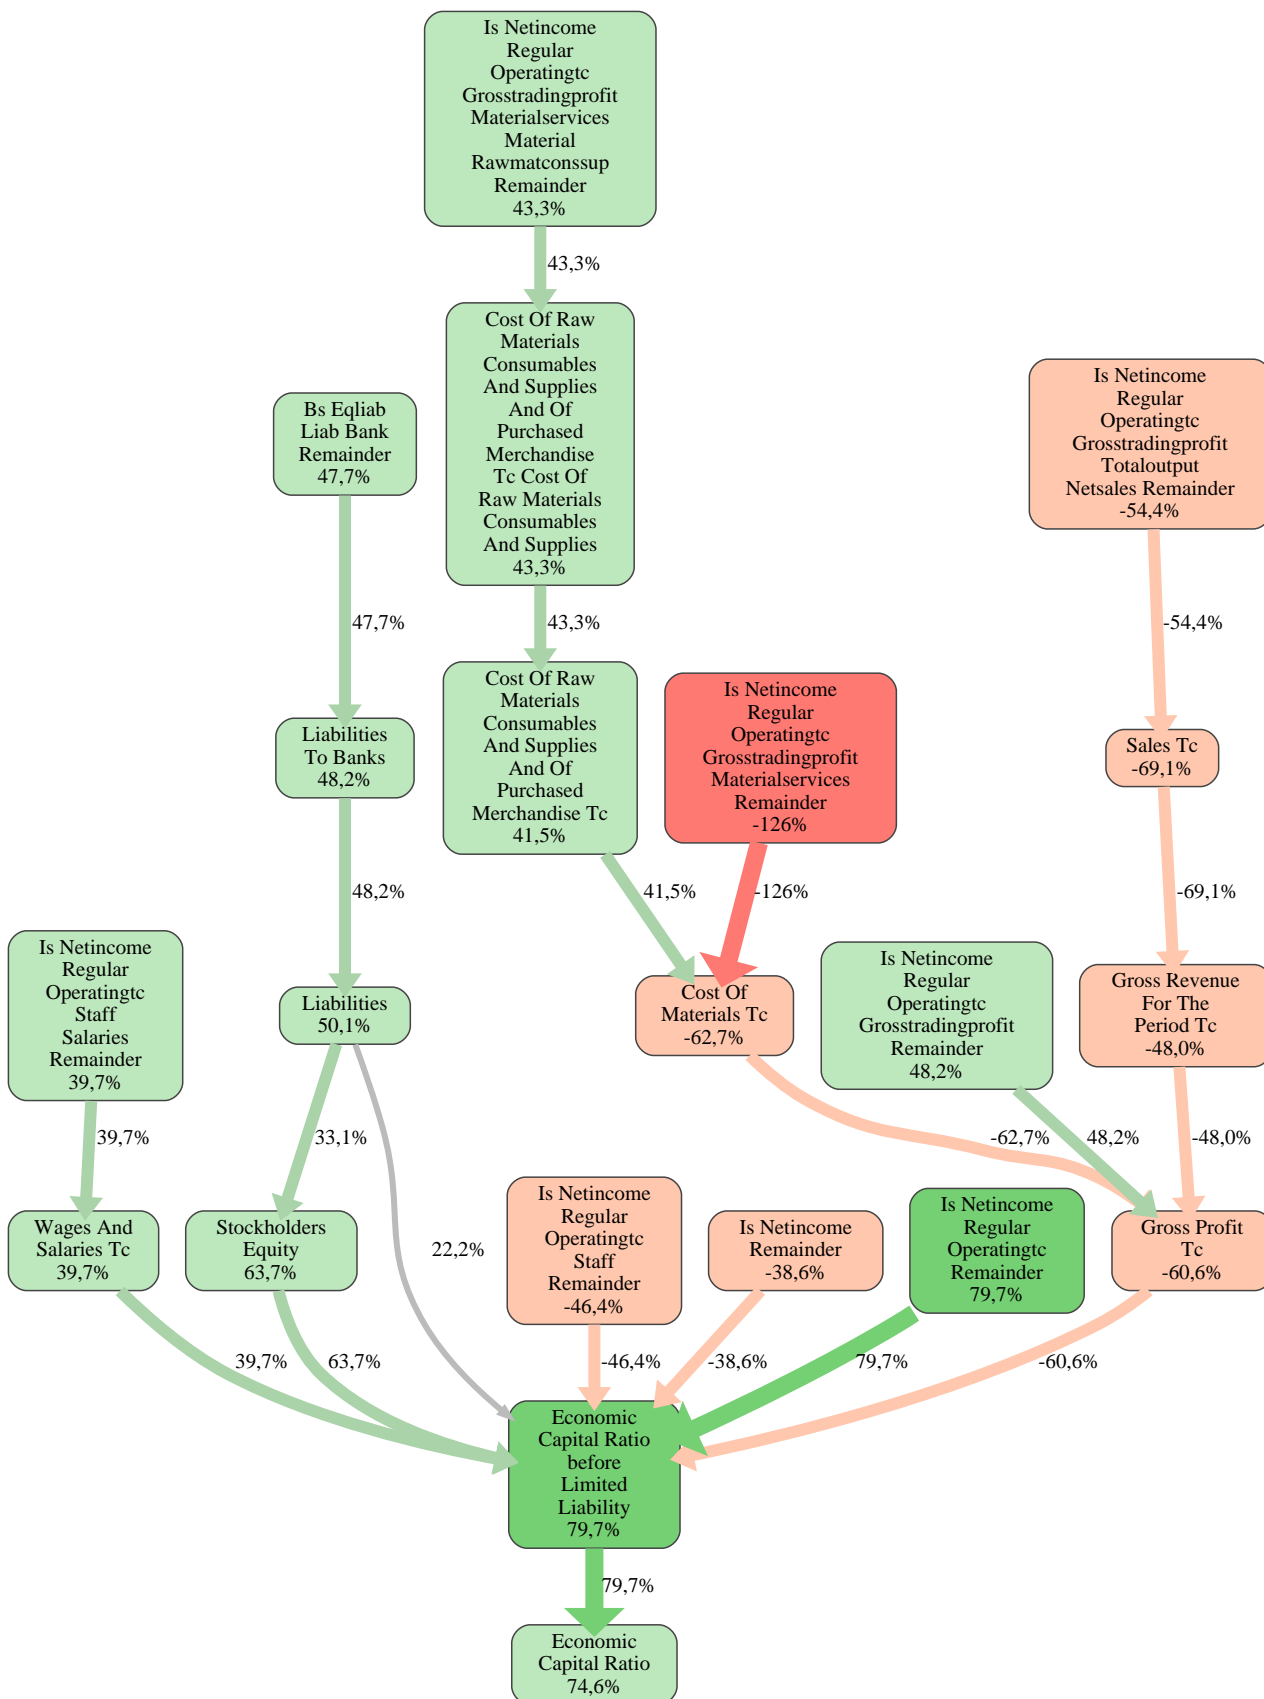 Is Netincome
Regular
Operatingtc
Grosstradingprofit
Materialservices
Material
Rawmatconssup
Remainder
43,3%
43,3%
Cost Of Raw
Materials
Consumables
And Supplies
And Of
Purchased
Merchandise
Tc Cost Of
Raw Materials
Consumables
And Supplies
43,3%
Is Netincome
Regular
Operatingtc
Grosstradingprofit
Totaloutput
Netsales Remainder
-54,4%
Bs Eqliab
Liab Bank
Remainder
47,7%
47,7%
43,3%
-54,4%
Cost Of Raw
Materials
Consumables
And Supplies
And Of
Purchased
Merchandise Tc
41,5%
Is Netincome
Regular
Operatingtc
Grosstradingprofit
Materialservices
Remainder
-126%
Liabilities
To Banks
48,2%
Sales Tc
-69,1%
48,2%
41,5%
-126%
-69,1%
Is Netincome
Regular
Operatingtc
Staff
Salaries
Remainder
39,7%
Liabilities
50,1%
Cost Of
Materials Tc
-62,7%
Is Netincome
Regular
Operatingtc
Grosstradingprofit
Remainder
48,2%
Gross Revenue
For The
Period Tc
-48,0%
39,7%
33,1%
-62,7%
48,2%
-48,0%
Wages And
Salaries Tc
39,7%
Stockholders
Equity
63,7%
22,2%
Is Netincome
Regular
Operatingtc
Staff
Remainder
-46,4%
Is Netincome
Remainder
-38,6%
Is Netincome
Regular
Operatingtc
Remainder
79,7%
Gross Profit
Tc
-60,6%
39,7%
63,7%
-46,4%
-38,6%
79,7%
-60,6%
Economic
Capital Ratio
before
Limited
Liability
79,7%
79,7%
Economic
Capital Ratio
74,6%